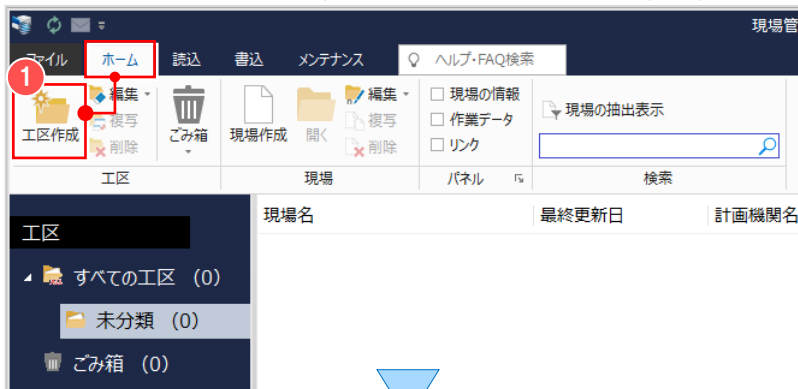 現場管
ファイル ホーム 読込 書込 メンテナンス ヘルプ・FAQ検索
1
工区作成
編集
複写
削除
ごみ箱
工区
現場作成
開く
編集
複写
削除
現場
現場の情報
作業データ
リンク
パネル
現場の抽出表示
検索
工区
すべての工区 (0)
未分類 (0)
ごみ箱 (0)
現場名 最終更新日 計画機関名